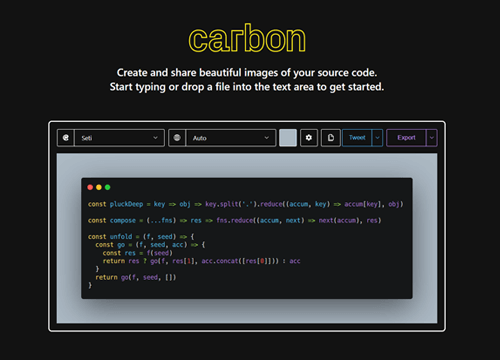 carbon
Create and share beautiful images of your source code.
Start typing or drop a file into the text area to get started.
Seti Auto Tweet Export
const pluckDeep = key => obj => key.split('.').reduce((accum, key) => accum[key], obj)
const compose = (...fns) => res => fns.reduce((accum, next) => next(accum), res)
const unfold = (f, seed) => {
  const go = (f, seed, acc) => {
    const res = f(seed)
    return res ? go(f, res[1], acc.concat([res[0]])) : acc
  }
  return go(f, seed, [])
}